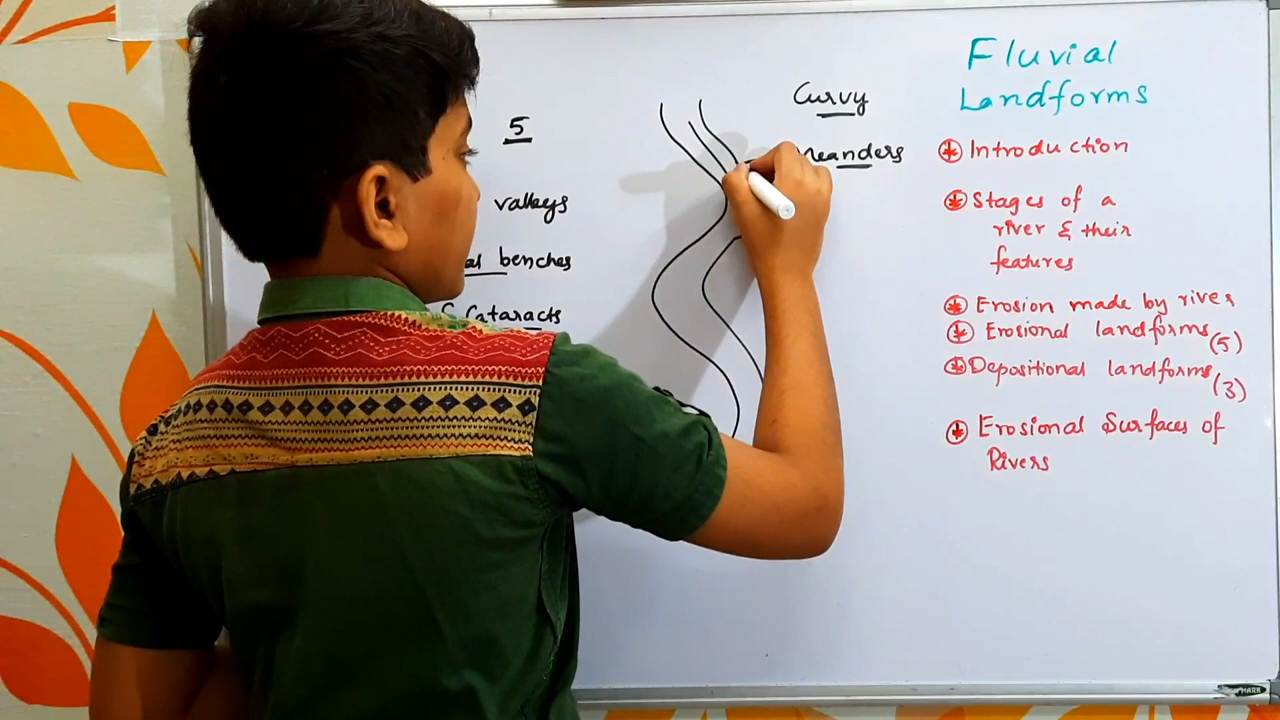 5
valleys
benches
Cataracts
Curvy
Meanders
Fluvial
Landforms
Introduction
Stages of a
river & their
features
Erosion made by river
Erosional landforms
(5)
Depositional landforms
(3)
Erosional Surfaces of
Rivers